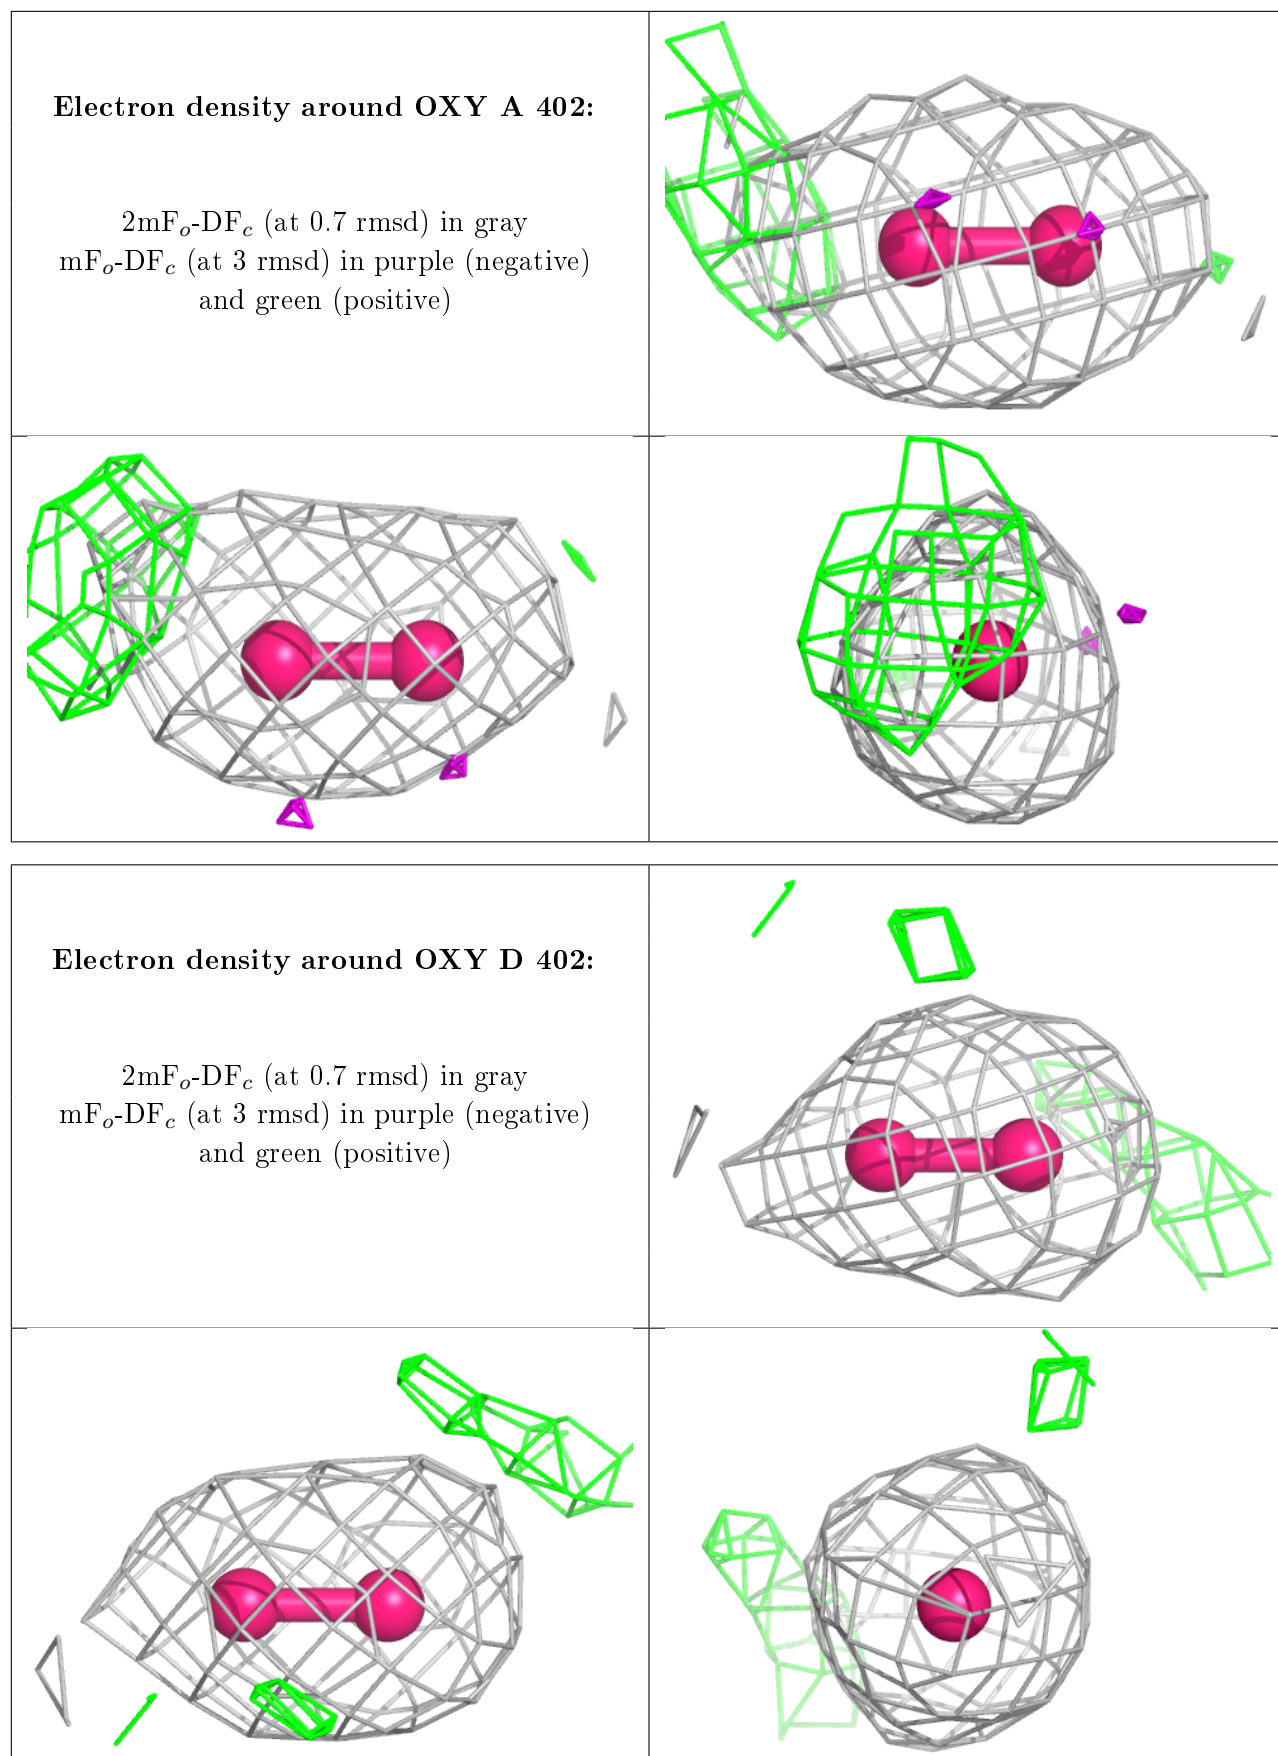 Electron density around OXY A 402:
2mFo-DFc (at 0.7 rmsd) in gray
mFo-DFc (at 3 rmsd) in purple (negative)
and green (positive)
Electron density around OXY D 402:
2mFo-DFc (at 0.7 rmsd) in gray
mFo-DFc (at 3 rmsd) in purple (negative)
and green (positive)